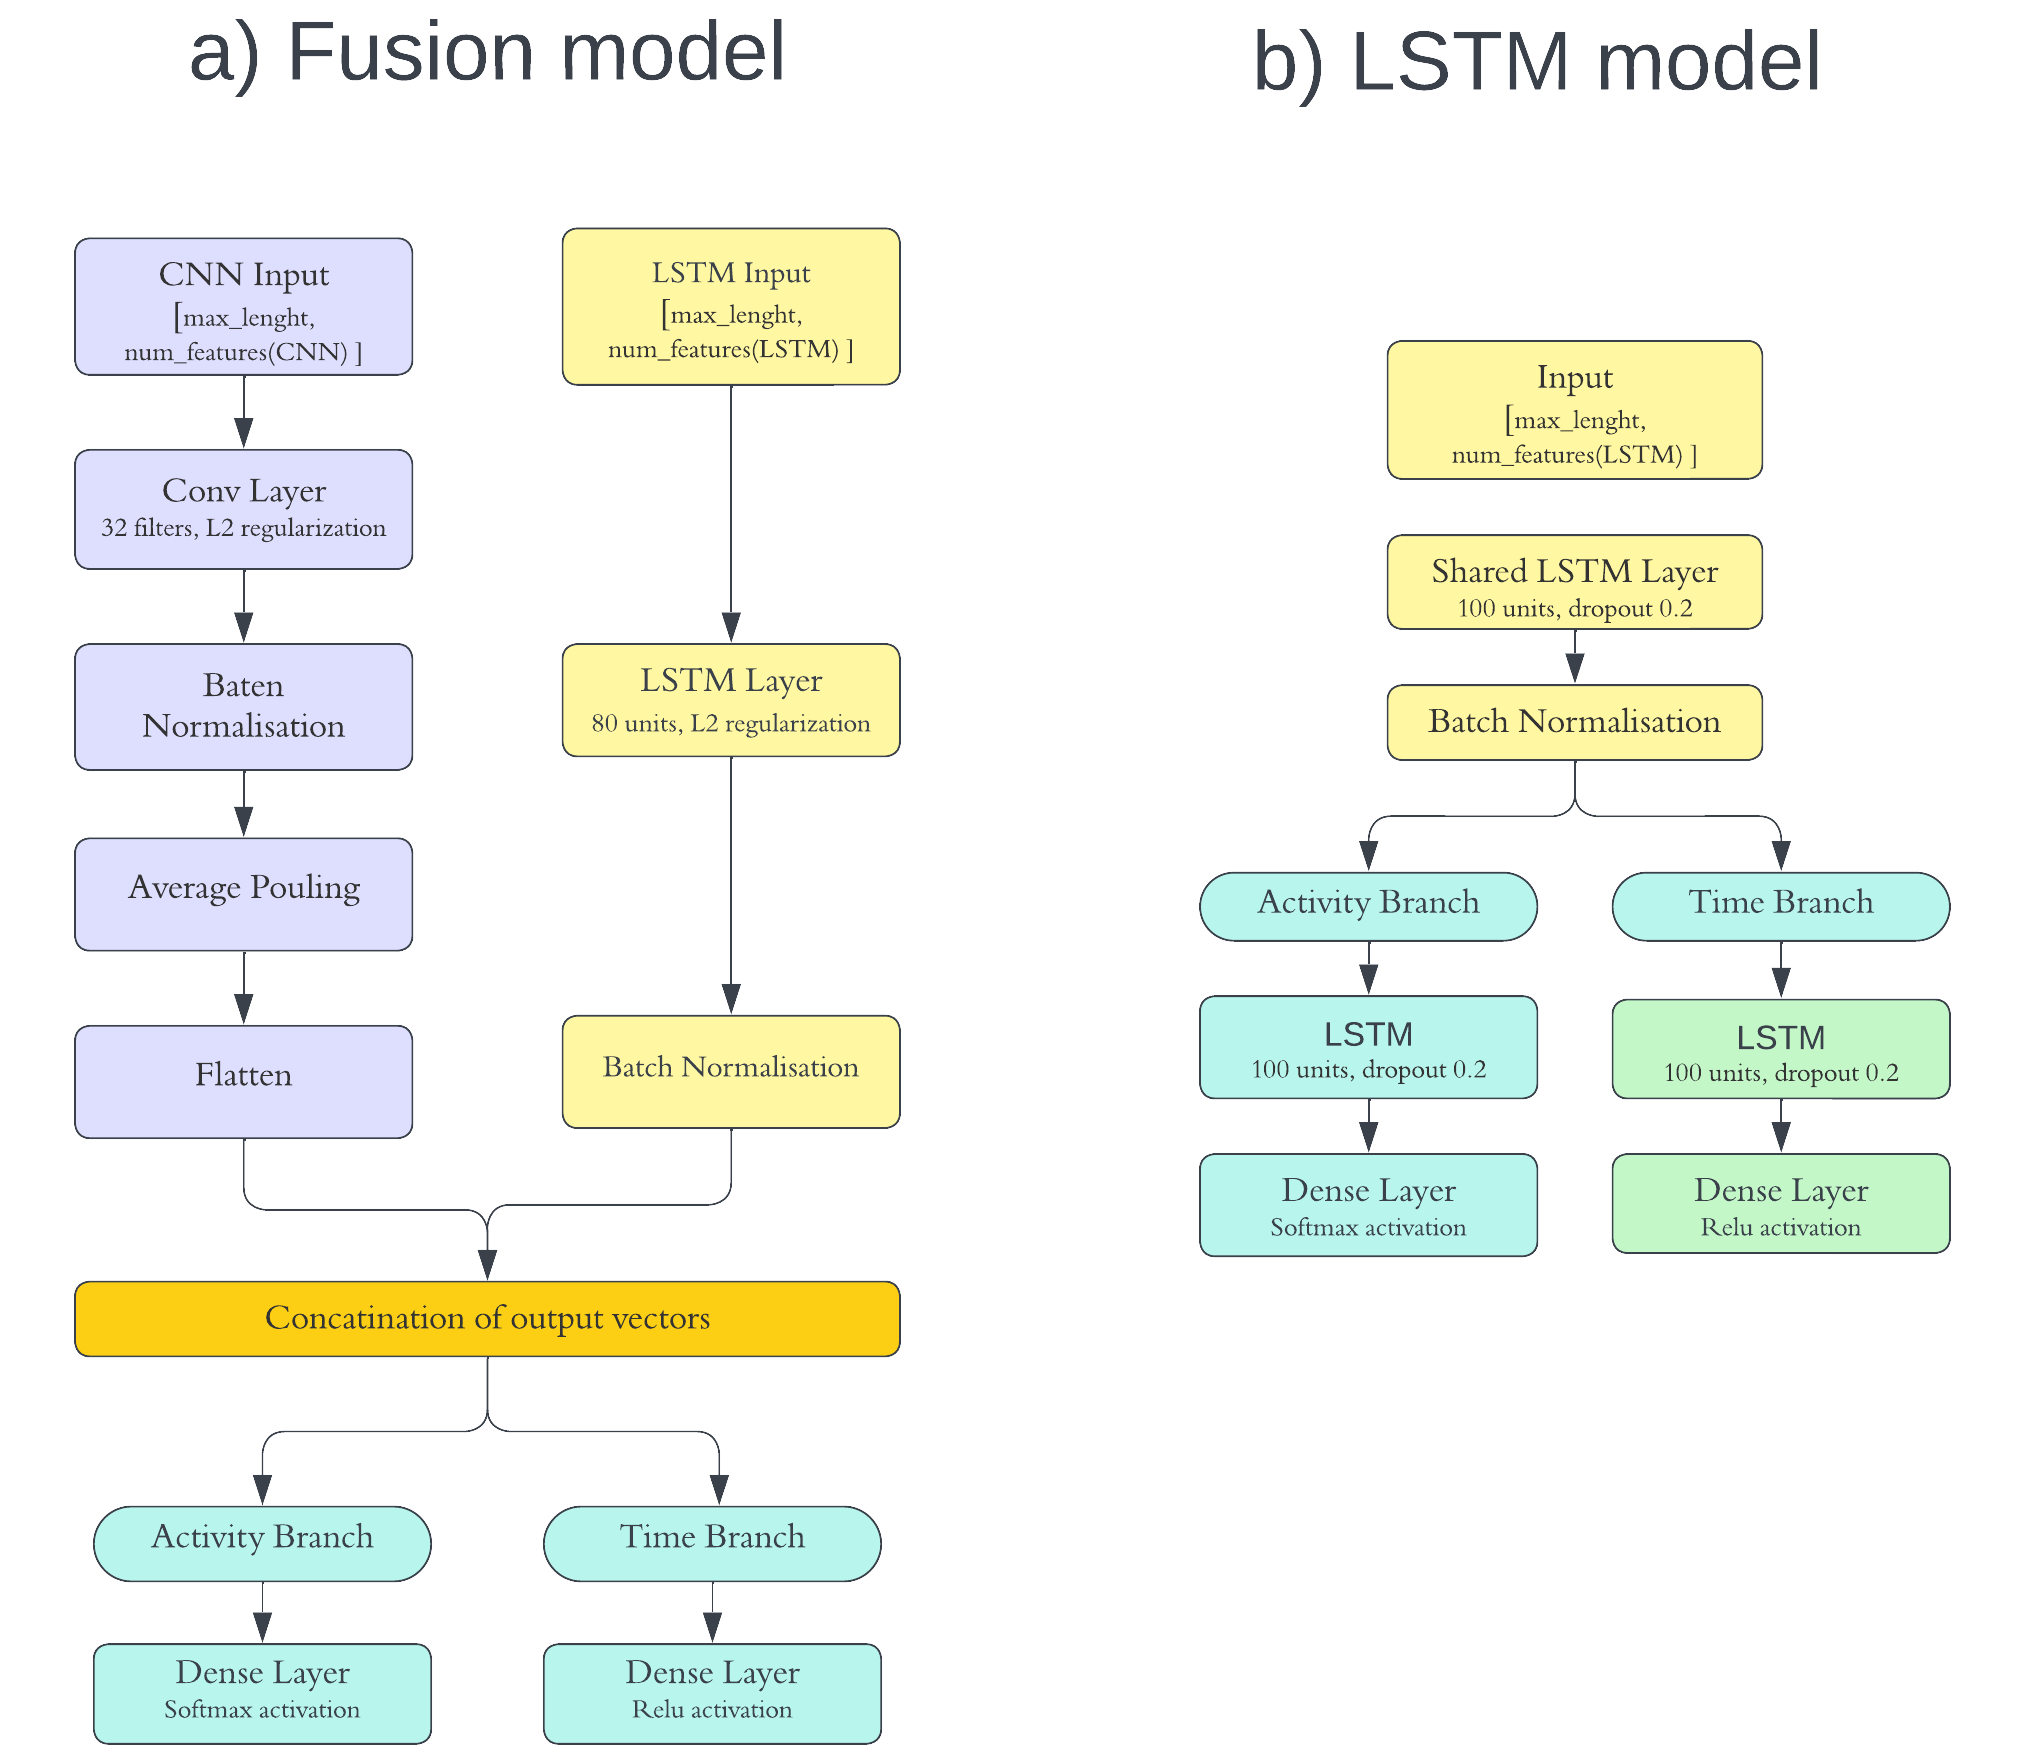 a) Fusion model
CNN Input
[max_lenght,
num_features(CNN) ]
Conv Layer
32 filters, L2 regularization
Baten
Normalisation
Average Pouling
Flatten
LSTM Input
[max_lenght,
num_features(LSTM) ]
LSTM Layer
80 units, L2 regularization
Batch Normalisation
Concatination of output vectors
Activity Branch
Dense Layer
Softmax activation
Time Branch
Dense Layer
Relu activation
b) LSTM model
Input
[max_lenght,
num_features(LSTM) ]
Shared LSTM Layer
100 units, dropout 0.2
Batch Normalisation
Activity Branch
LSTM
100 units, dropout 0.2
Dense Layer
Softmax activation
Time Branch
LSTM
100 units, dropout 0.2
Dense Layer
Relu activation